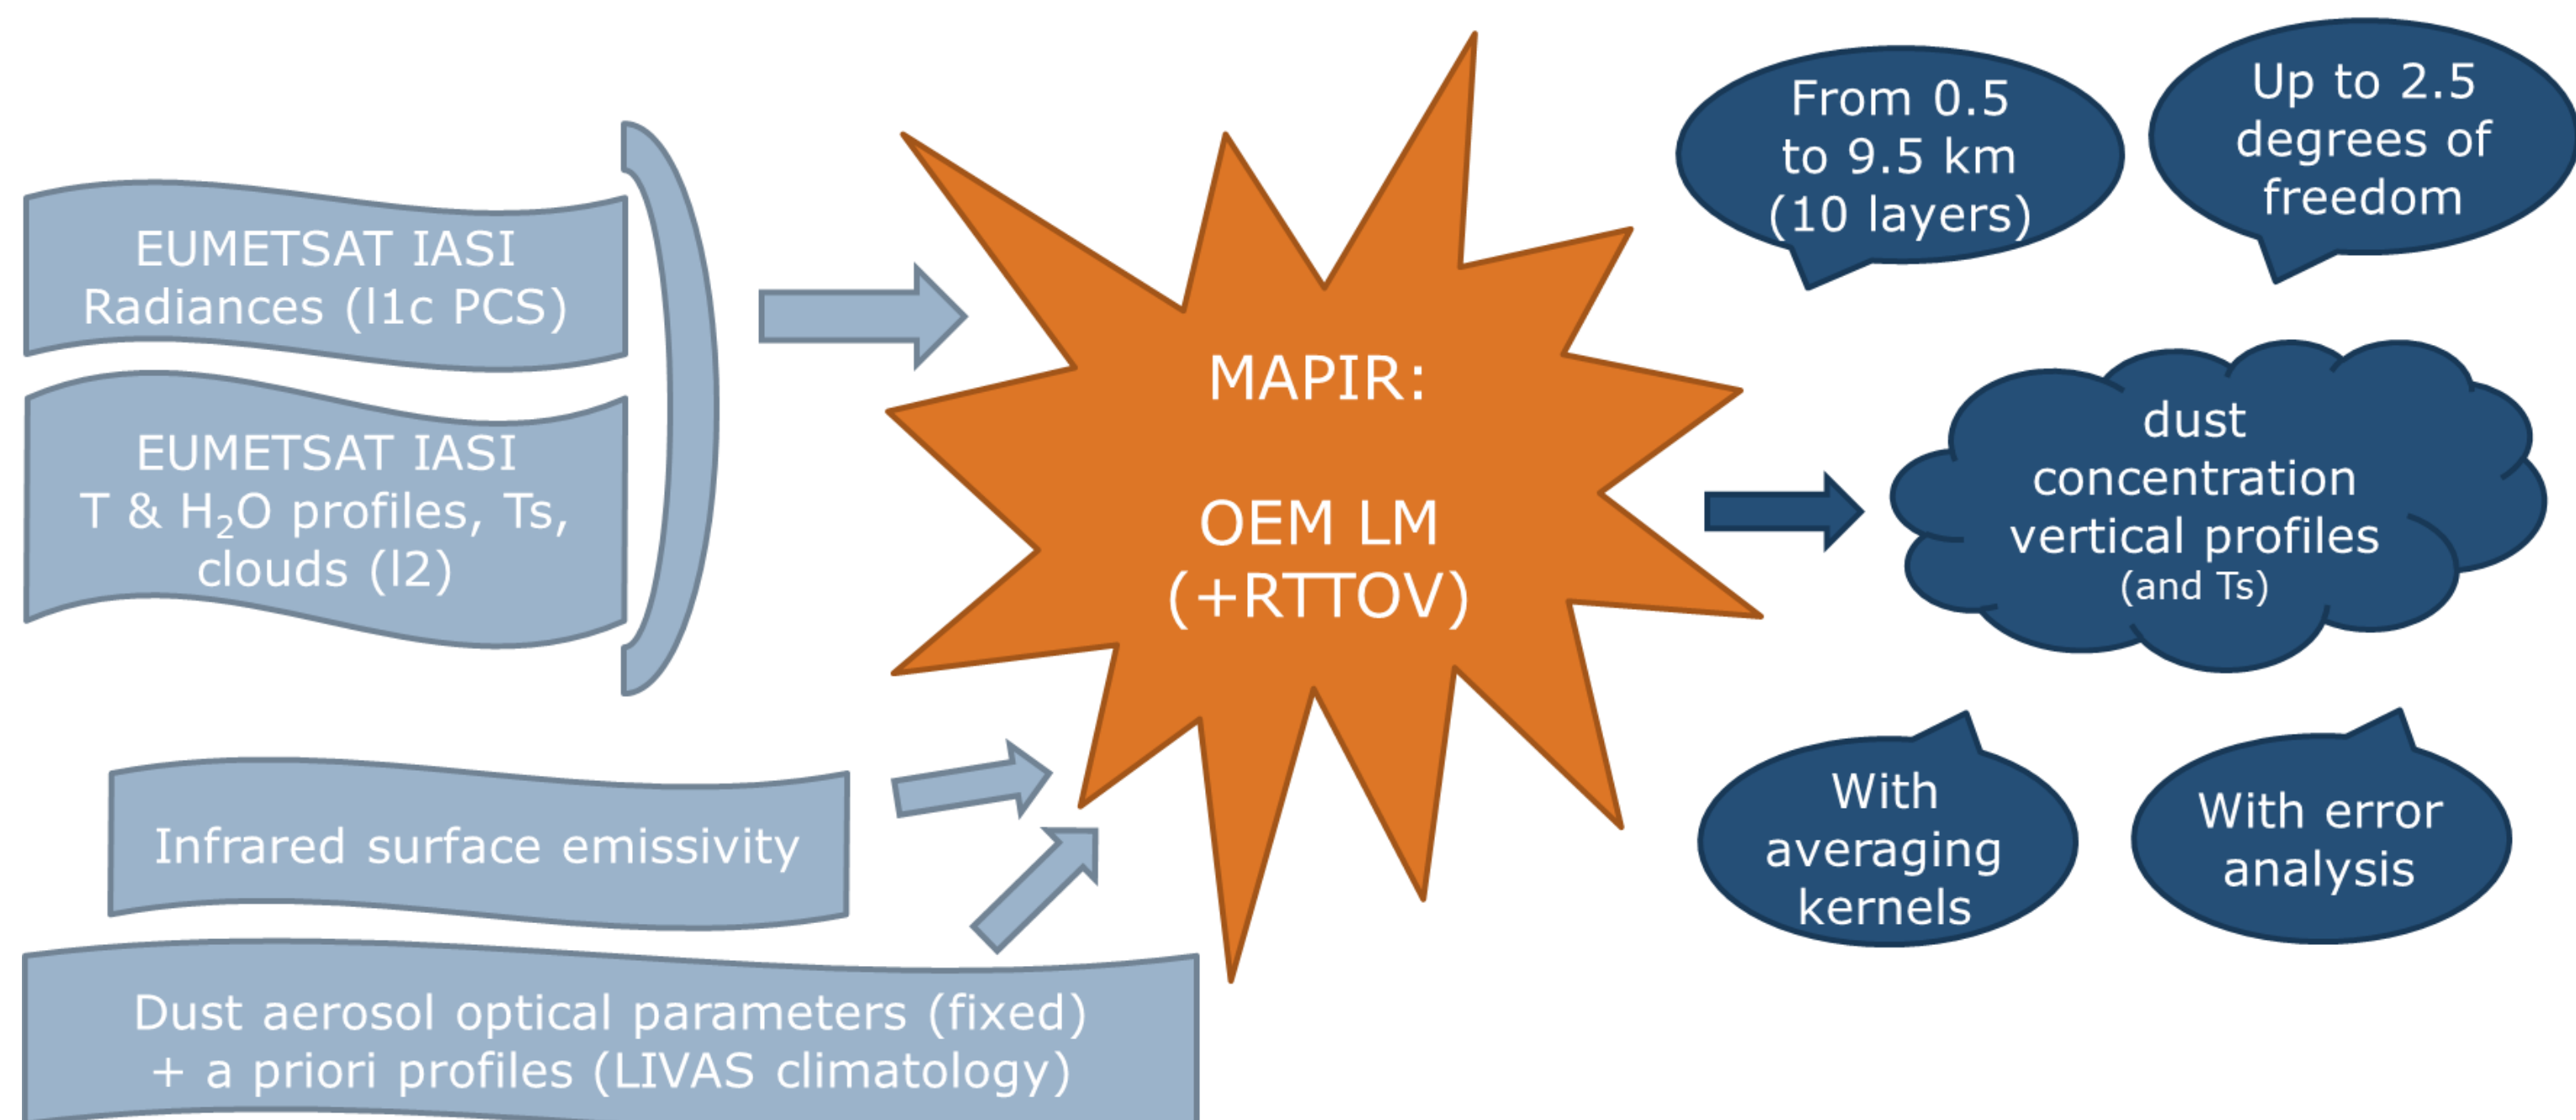 EUMETSAT IASI
Radiances (l1c PCS)
EUMETSAT IASI
T & H₂O profiles, Ts,
clouds (l2)
Infrared surface emissivity
Dust aerosol optical parameters (fixed)
+ a priori profiles (LIVAS climatology)
MAPIR:
OEM LM
(+RTTOV)
From 0.5
to 9.5 km
(10 layers)
Up to 2.5
degrees of
freedom
dust
concentration
vertical profiles
(and Ts)
With
averaging
kernels
With error
analysis